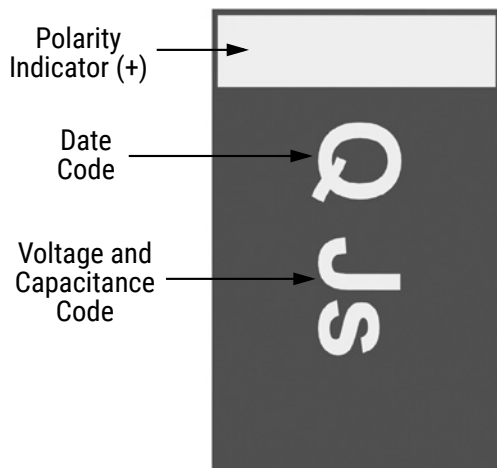 Polarity
Indicator (+)
Date
Code
Voltage and
Capacitance
Code
Q Js